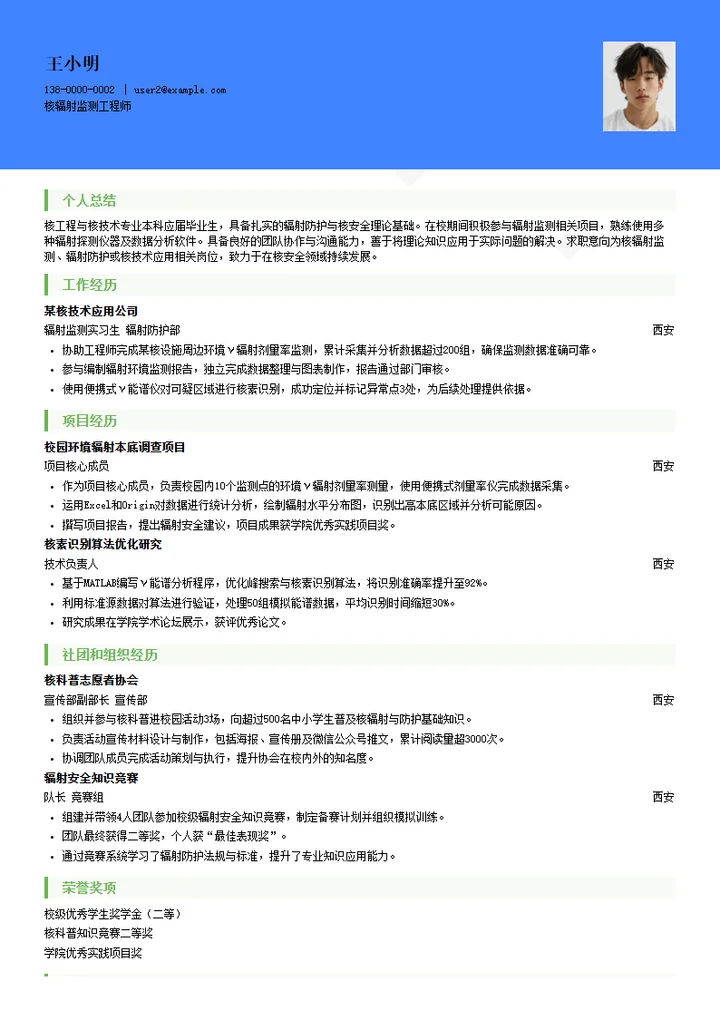 王小明
138-0000-0002 | user2@example.com
核辐射监测工程师
个人总结
核工程与核技术专业本科应届毕业生，具备扎实的辐射防护与核安全理论基础。在校期间积极参与辐射监测相关项目，熟练使用多
种辐射探测仪器及数据分析软件。具备良好的团队协作与沟通能力，善于将理论知识应用于实际问题的解决。求职意向为核辐射监
测、辐射防护或核技术应用相关岗位，致力于在核安全领域持续发展。
工作经历
某核技术应用公司
辐射监测实习生 辐射防护部 西安
• 协助工程师完成某核设施周边环境γ辐射剂量率监测，累计采集并分析数据超过200组，确保监测数据准确可靠。
• 参与编制辐射环境监测报告，独立完成数据整理与图表制作，报告通过部门审核。
• 使用便携式γ能谱仪对可疑区域进行核素识别，成功定位并标记异常点3处，为后续处理提供依据。
项目经历
校园环境辐射本底调查项目
项目核心成员 西安
• 作为项目核心成员，负责校园内10个监测点的环境γ辐射剂量率测量，使用便携式剂量率仪完成数据采集。
• 运用Excel和Origin对数据进行统计分析，绘制辐射水平分布图，识别出高本底区域并分析可能原因。
• 撰写项目报告，提出辐射安全建议，项目成果获学院优秀实践项目奖。
核素识别算法优化研究
技术负责人 西安
• 基于MATLAB编写γ能谱分析程序，优化峰搜索与核素识别算法，将识别准确率提升至92%。
• 利用标准源数据对算法进行验证，处理50组模拟能谱数据，平均识别时间缩短30%。
• 研究成果在学院学术论坛展示，获评优秀论文。
社团和组织经历
核科普志愿者协会
宣传部副部长 宣传部 西安
• 组织并参与核科普进校园活动3场，向超过500名中小学生普及核辐射与防护基础知识。
• 负责活动宣传材料设计与制作，包括海报、宣传册及微信公众号推文，累计阅读量超3000次。
• 协调团队成员完成活动策划与执行，提升协会在校内外的知名度。
辐射安全知识竞赛
队长 竞赛组 西安
• 组建并带领4人团队参加校级辐射安全知识竞赛，制定备赛计划并组织模拟训练。
• 团队最终获得二等奖，个人获“最佳表现奖”。
• 通过竞赛系统学习了辐射防护法规与标准，提升了专业知识应用能力。
荣誉奖项
校级优秀学生奖学金（二等）
核科普知识竞赛二等奖
学院优秀实践项目奖